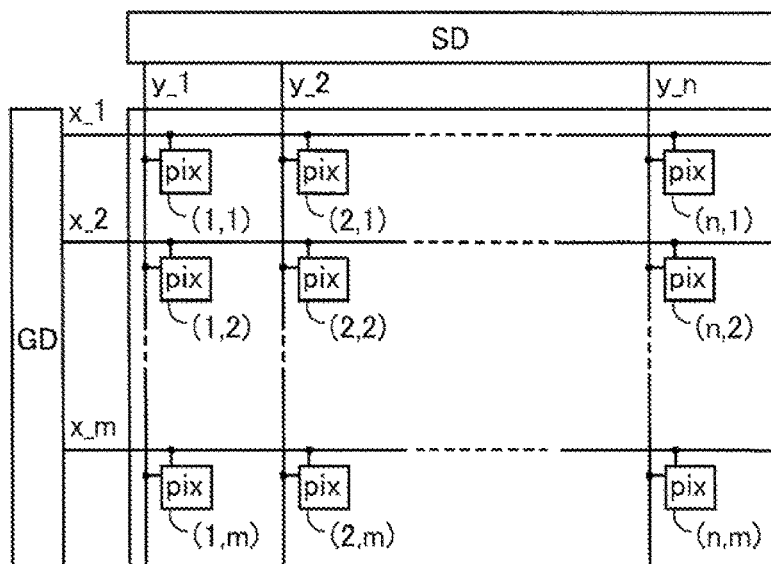 SD
y_1 y_2 y_n
x_1
pix pix pix
(1,1) (2,1) (n,1)
x_2
pix pix pix
(1,2) (2,2) (n,2)
GD
x_m
pix pix pix
(1,m) (2,m) (n,m)